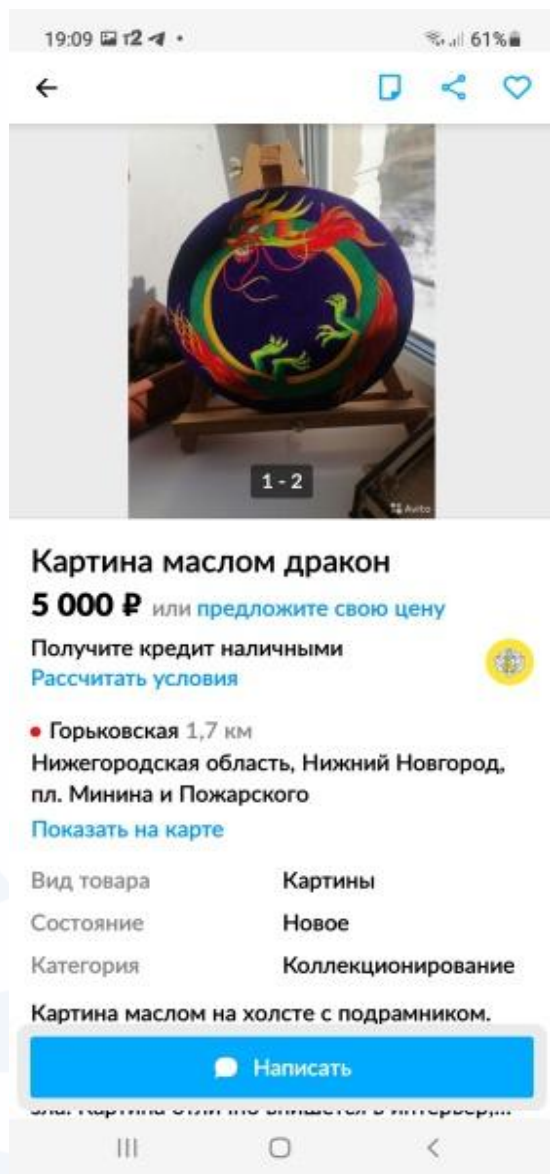 19:09 т2
61%
1 - 2
Avito
Картина маслом дракон
5 000 ₽ или предложите свою цену
Получите кредит наличными
Рассчитать условия
Горьковская 1,7 км
Нижегородская область, Нижний Новгород,
пл. Минина и Пожарского
Показать на карте
Вид товара Картины
Состояние Новое
Категория Коллекционирование
Картина маслом на холсте с подрамником.
Написать